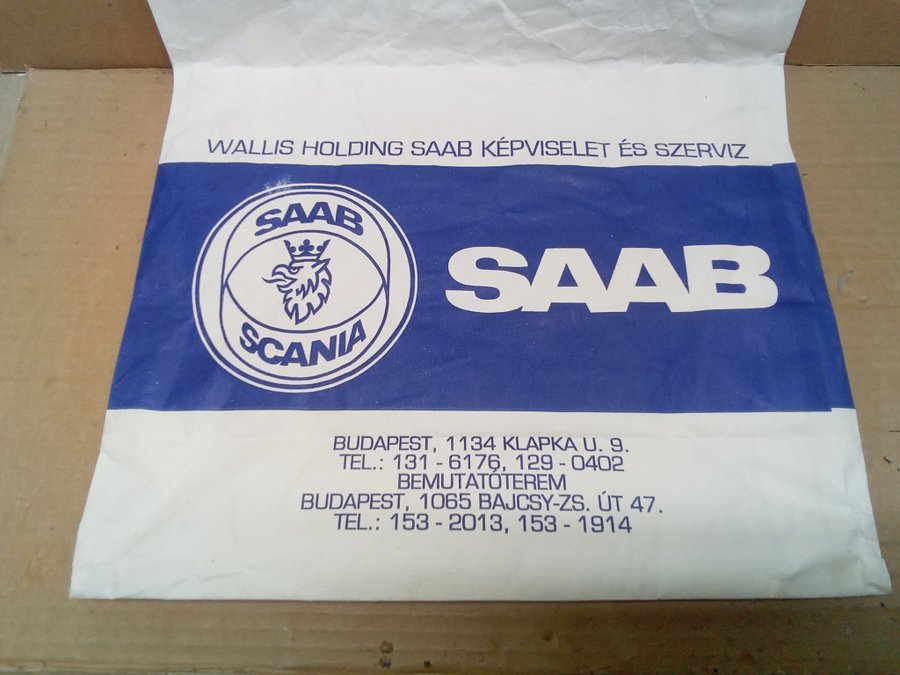 WALLIS HOLDING SAAB KÉPVISELET ÉS SZERVIZ
SAAB
SCANIA
SAAB
BUDAPEST, 1134 KLAPKA U. 9.
TEL.: 131 - 6176, 129 - 0402
BEMUTATÓTEREM
BUDAPEST, 1065 BAJCSY-ZS. ÚT 47.
TEL.: 153 - 2013, 153 - 1914